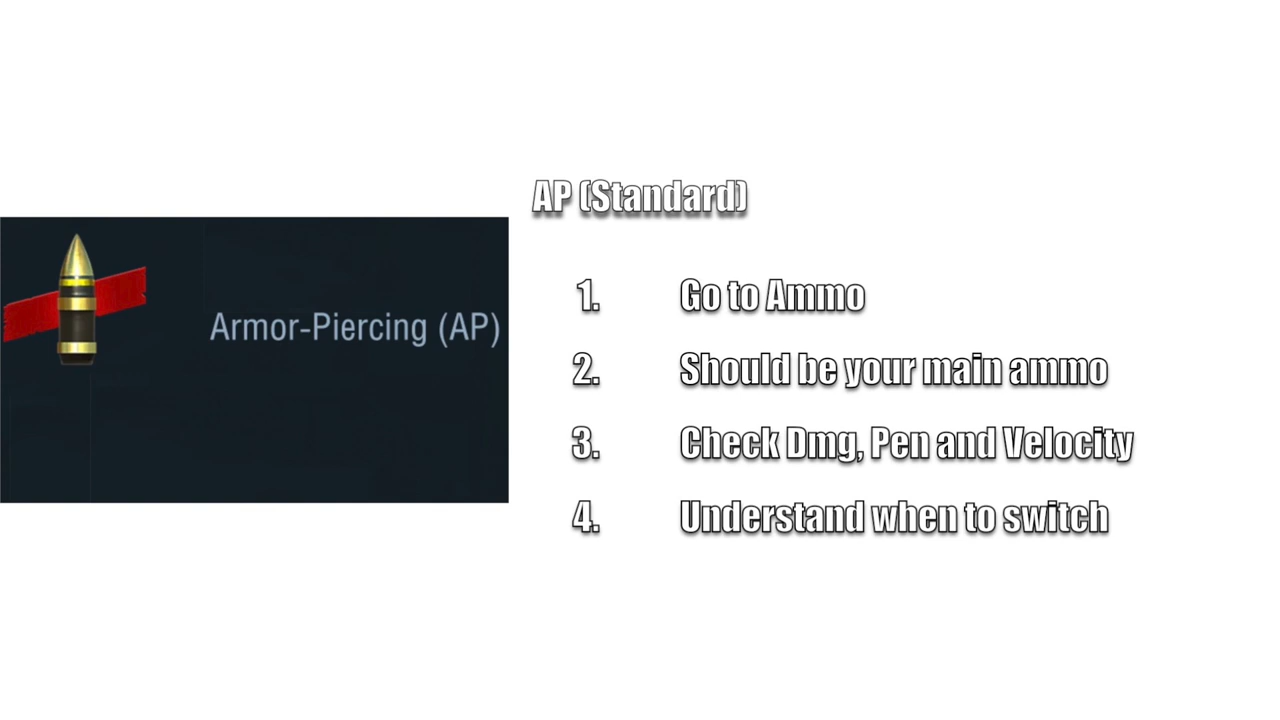 AP (Standard)
Armor-Piercing (AP)
1. Go to Ammo
2. Should be your main ammo
3. Check Dmg, Pen and Velocity
4. Understand when to switch